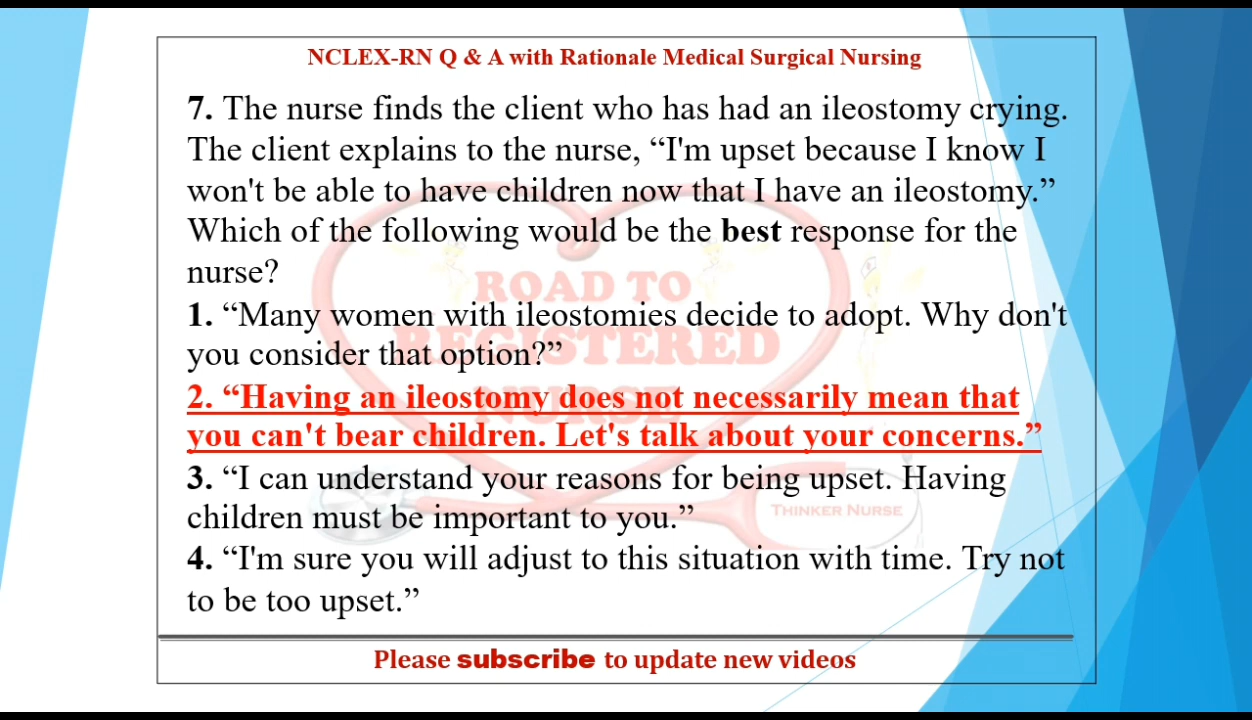 NCLEX-RN Q & A with Rationale Medical Surgical Nursing
7. The nurse finds the client who has had an ileostomy crying.
The client explains to the nurse, “I'm upset because I know I
won't be able to have children now that I have an ileostomy.”
Which of the following would be the best response for the
nurse?
ROAD TO
1. “Many women with ileostomies decide to adopt. Why don't
REGISTERED
you consider that option?”
NURSE
2. “Having an ileostomy does not necessarily mean that
you can't bear children. Let's talk about your concerns.”
3. “I can understand your reasons for being upset. Having
children must be important to you.”
THINKER NURSE
4. “I'm sure you will adjust to this situation with time. Try not
to be too upset.”
Please subscribe to update new videos